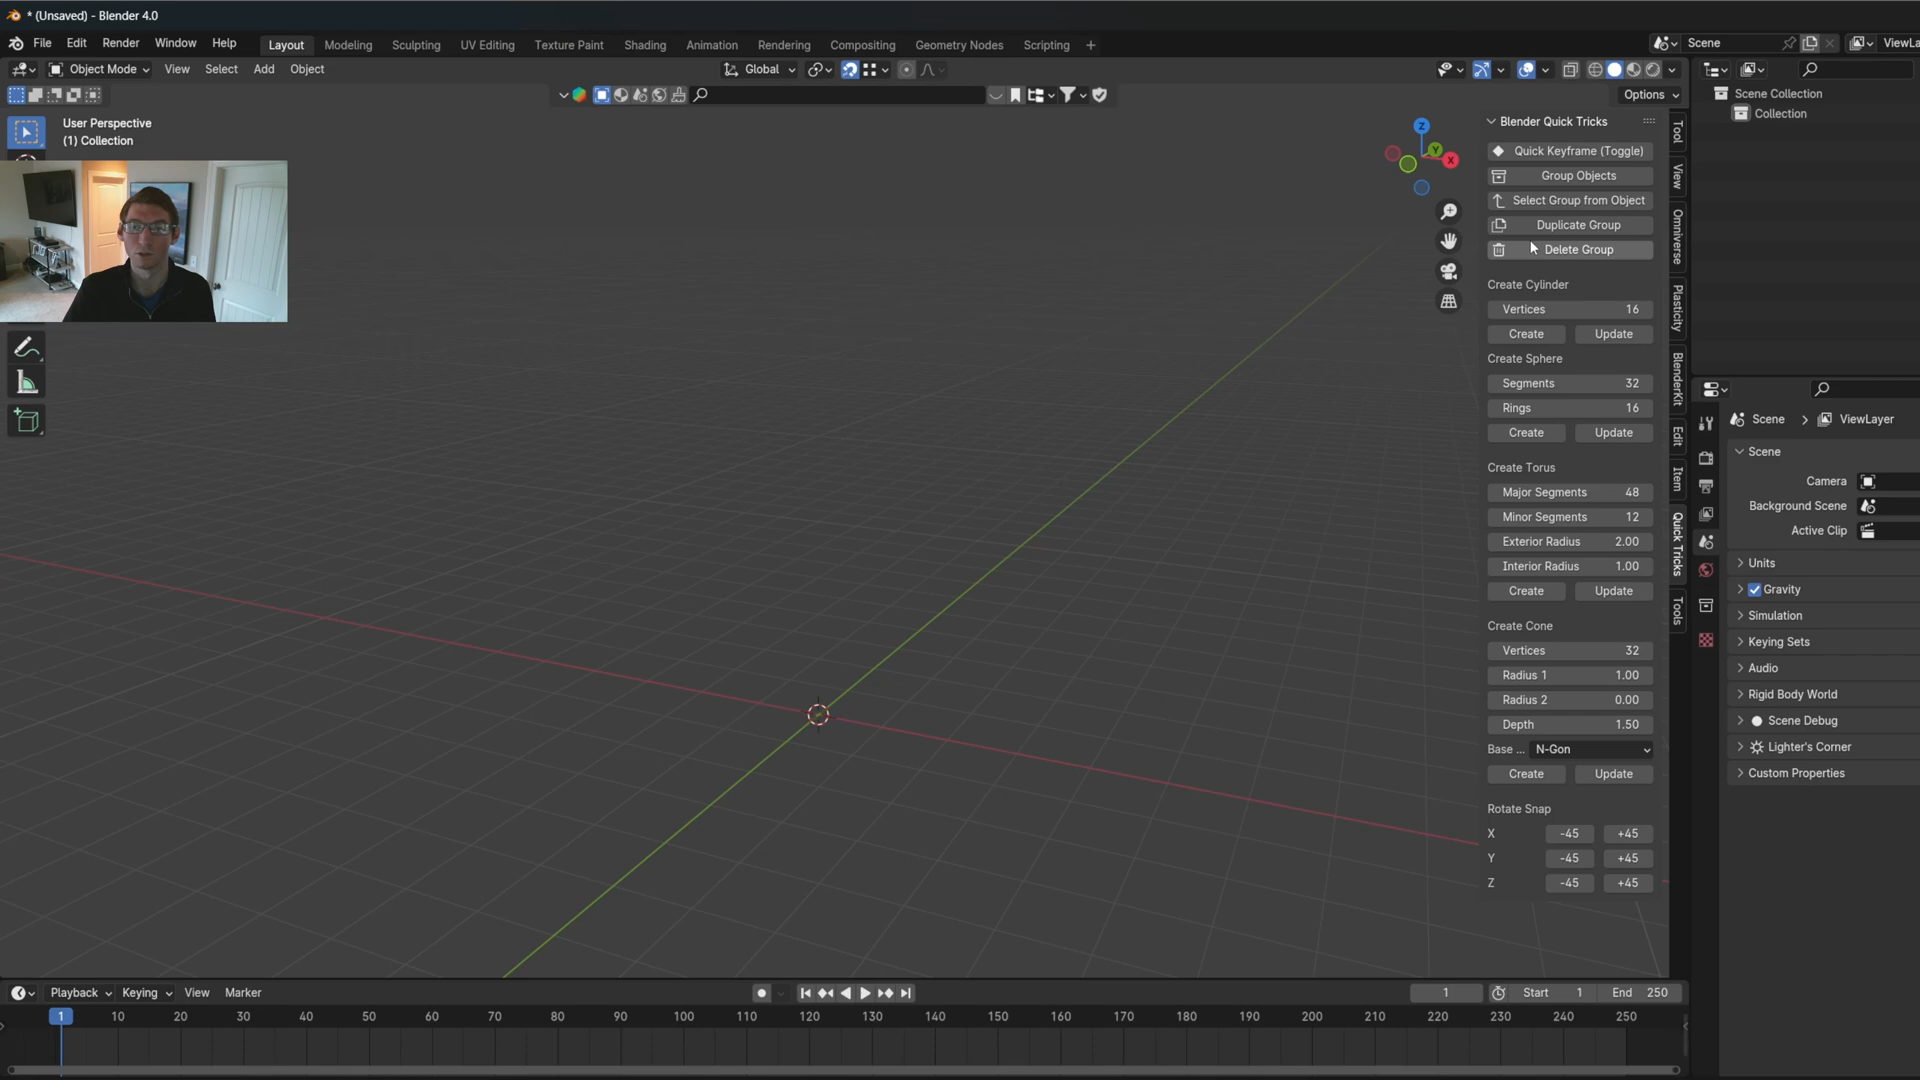 * (Unsaved) - Blender 4.0
File Edit Render Window Help Layout Modeling Sculpting UV Editing Texture Paint Shading Animation Rendering Compositing Geometry Nodes Scripting + Scene
Object Mode View Select Add Object Global
Options
User Perspective
(1) Collection
Z
Y
X
Blender Quick Tricks
Quick Keyframe (Toggle)
Group Objects
Select Group from Object
Duplicate Group
Delete Group
Create Cylinder
Vertices 16
Create Update
Create Sphere
Segments 32
Rings 16
Create Update
Create Torus
Major Segments 48
Minor Segments 12
Exterior Radius 2.00
Interior Radius 1.00
Create Update
Create Cone
Vertices 32
Radius 1 1.00
Radius 2 0.00
Depth 1.50
Base ... N-Gon
Create Update
Rotate Snap
X -45 +45
Y -45 +45
Z -45 +45
Tool
View
Omniverse
Plasticity
BlenderKit
Edit
Item
Quick Tricks
Tools
Scene Collection
Collection
Scene > ViewLayer
Scene
Camera
Background Scene
Active Clip
Units
Gravity
Simulation
Keying Sets
Audio
Rigid Body World
Scene Debug
Lighter's Corner
Custom Properties
Playback Keying View Marker 1 Start 1 End 250
1 10 20 30 40 50 60 70 80 90 100 110 120 130 140 150 160 170 180 190 200 210 220 230 240 250